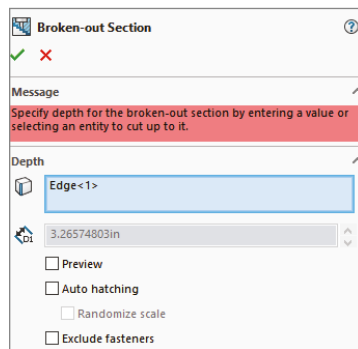 Broken-out Section
Message
Specify depth for the broken-out section by entering a value or
selecting an entity to cut up to it.
Depth
Edge<1>
D1
3.26574803in
Preview
Auto hatching
Randomize scale
Exclude fasteners